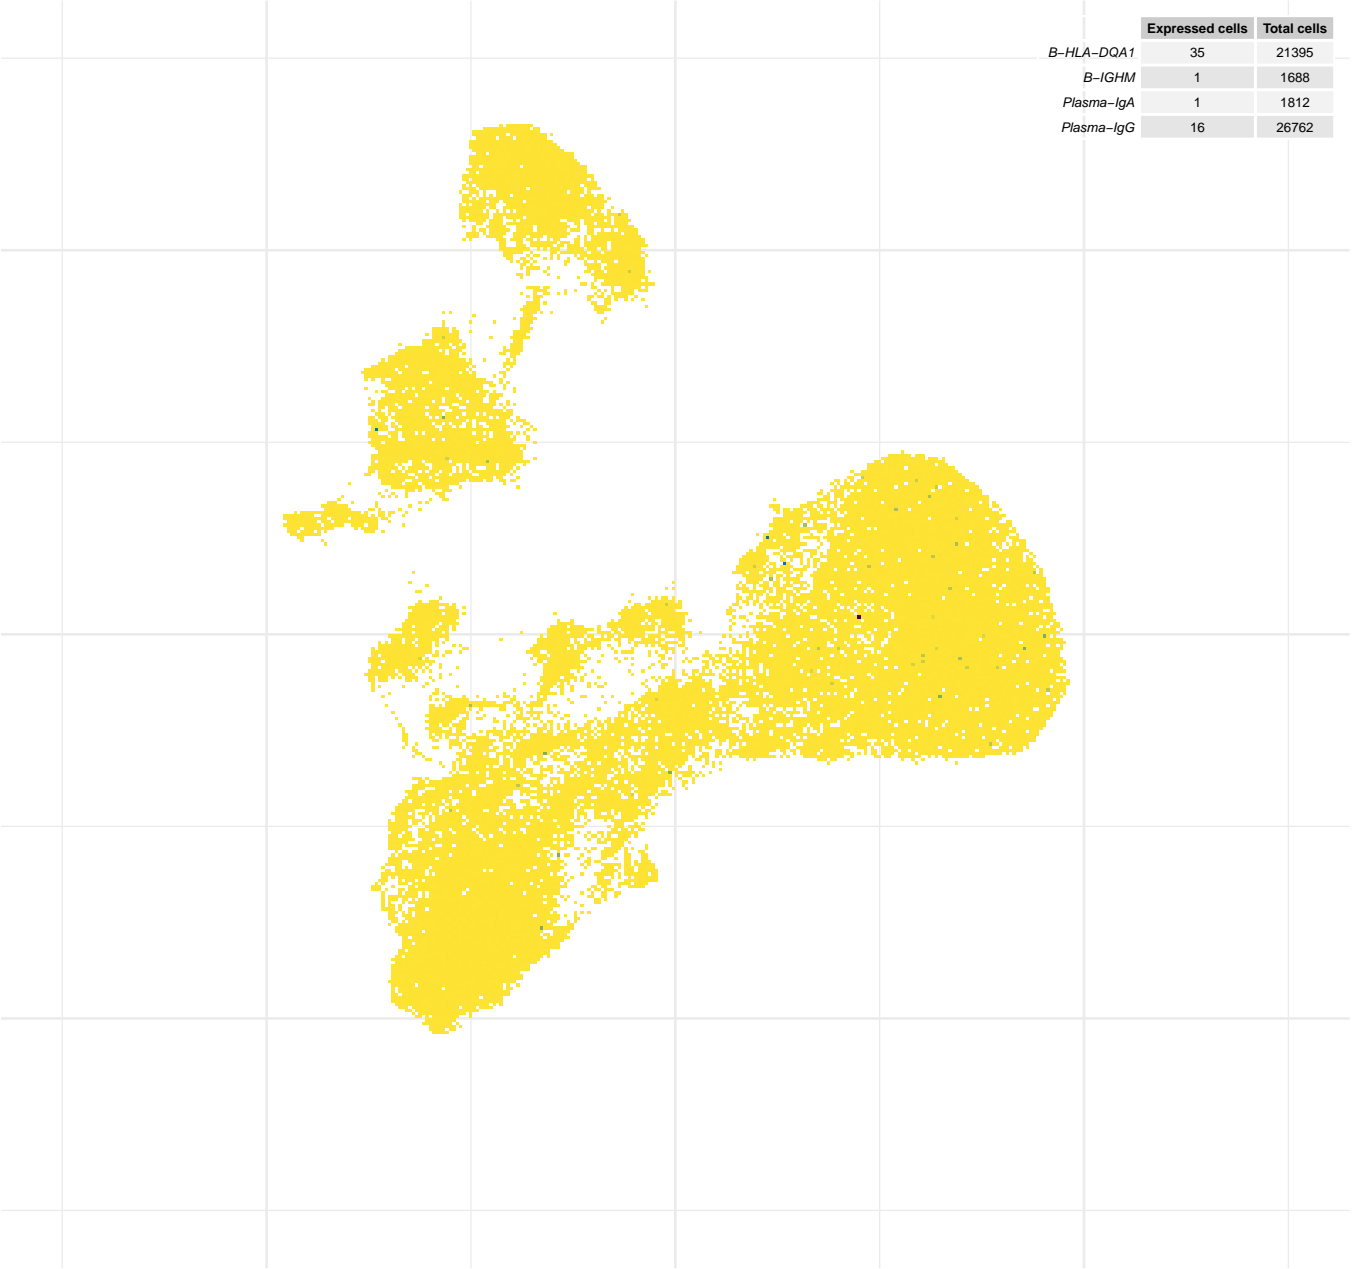 Expressed cells Total cells
B−HLA−DQA1 35 21395
B−IGHM 1 1688
Plasma−IgA 1 1812
Plasma−IgG 16 26762